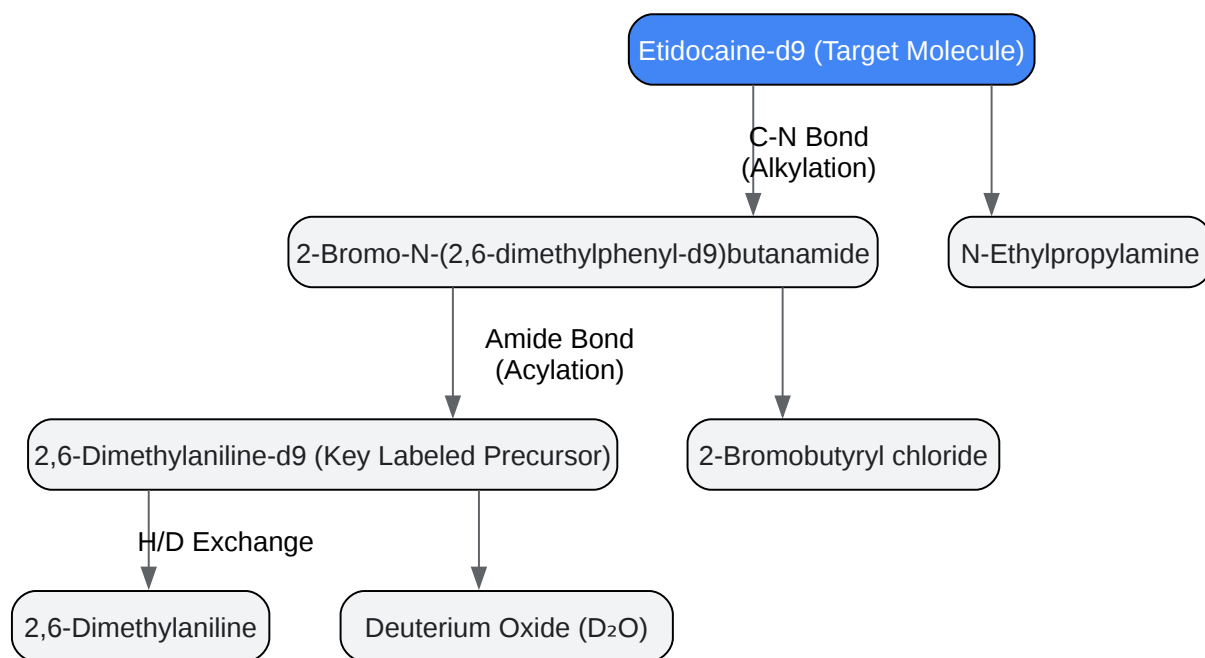 Etidocaine-d9 (Target Molecule)
C-N Bond
(Alkylation)
2-Bromo-N-(2,6-dimethylphenyl-d9)butanamide
N-Ethylpropylamine
Amide Bond
(Acylation)
2,6-Dimethylaniline-d9 (Key Labeled Precursor)
2-Bromobutyryl chloride
H/D Exchange
2,6-Dimethylaniline
Deuterium Oxide (D₂O)